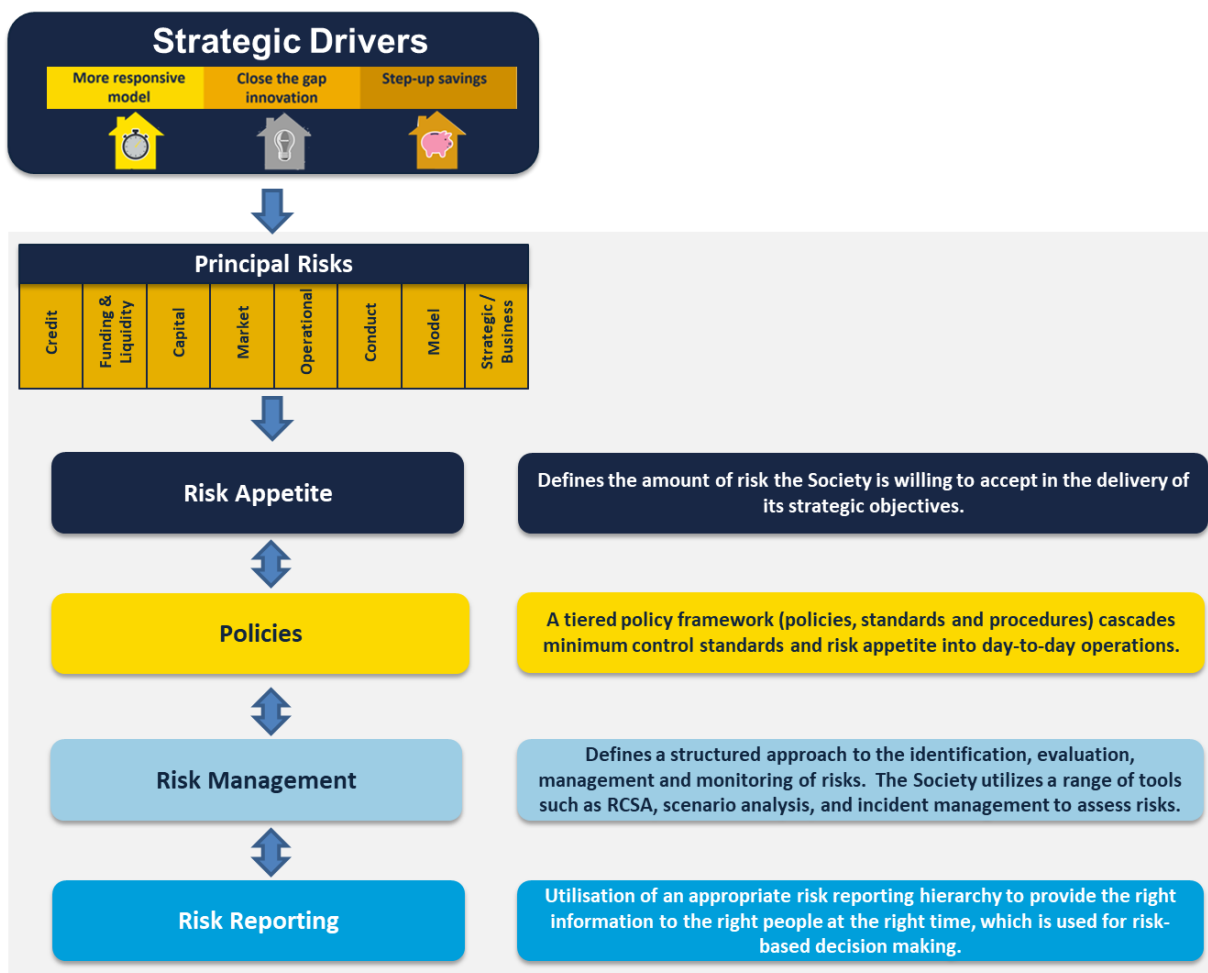 Strategic Drivers
More responsive
model
Close the gap
innovation
Step-up savings
Principal Risks
Credit
Funding &
Liquidity
Capital
Market
Operational
Conduct
Model
Strategic /
Business
Risk Appetite
Defines the amount of risk the Society is willing to accept in the delivery of
its strategic objectives.
Policies
A tiered policy framework (policies, standards and procedures) cascades
minimum control standards and risk appetite into day-to-day operations.
Risk Management
Defines a structured approach to the identification, evaluation,
management and monitoring of risks.  The Society utilizes a range of tools
such as RCSA, scenario analysis, and incident management to assess risks.
Risk Reporting
Utilisation of an appropriate risk reporting hierarchy to provide the right
information to the right people at the right time, which is used for risk-
based decision making.